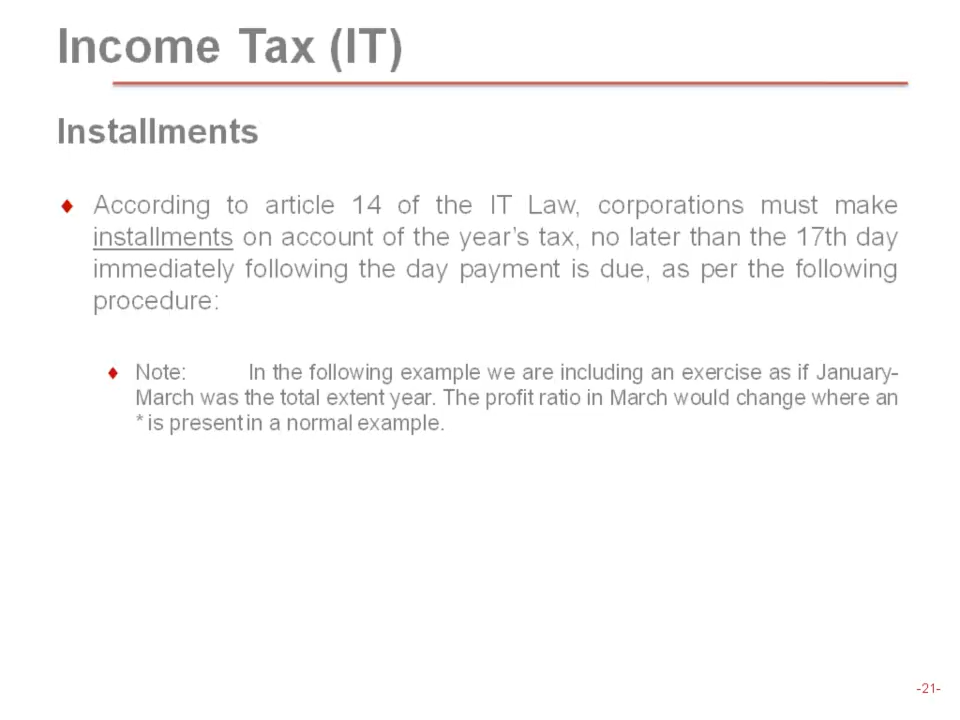 Income Tax (IT)
Installments
♦ According to article 14 of the IT Law, corporations must make
installments on account of the year's tax, no later than the 17th day
immediately following the day payment is due, as per the following
procedure:
♦ Note: In the following example we are including an exercise as if January-
March was the total extent year. The profit ratio in March would change where an
* is present in a normal example.
-21-